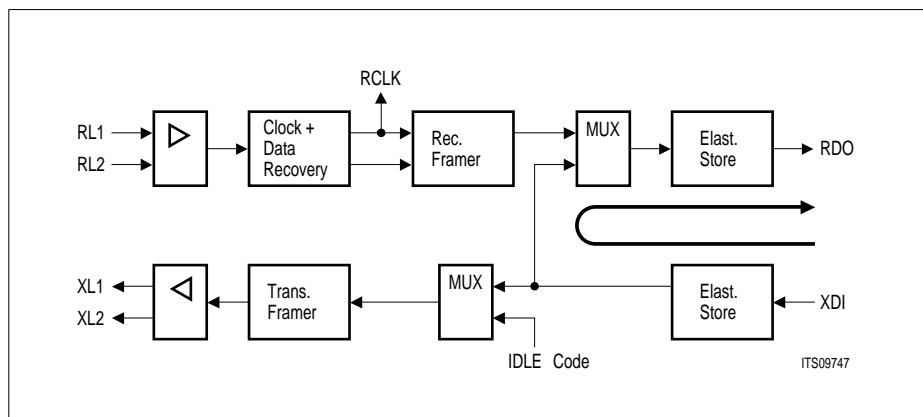 RCLK
RL1
RL2
Clock +
Data
Recovery
Rec.
Framer
MUX
Elast.
Store
RDO
XL1
XL2
Trans.
Framer
MUX
Elast.
Store
XDI
IDLE Code
ITS09747